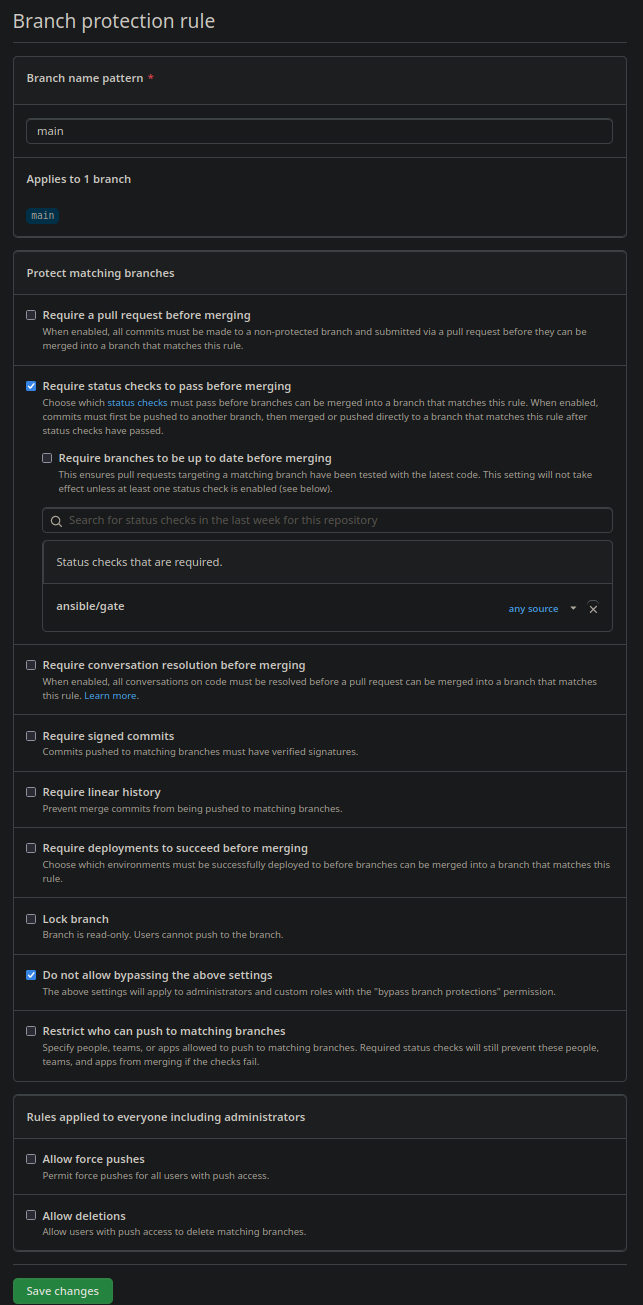 Branch protection rule
Branch name pattern *
main
Applies to 1 branch
main
Protect matching branches
Require a pull request before merging
When enabled, all commits must be made to a non-protected branch and submitted via a pull request before they can be
merged into a branch that matches this rule.
Require status checks to pass before merging
Choose which status checks must pass before branches can be merged into a branch that matches this rule. When enabled,
commits must first be pushed to another branch, then merged or pushed directly to a branch that matches this rule after
status checks have passed.
Require branches to be up to date before merging
This ensures pull requests targeting a matching branch have been tested with the latest code. This setting will not take
effect unless at least one status check is enabled (see below).
Search for status checks in the last week for this repository
Status checks that are required.
ansible/gate any source
Require conversation resolution before merging
When enabled, all conversations on code must be resolved before a pull request can be merged into a branch that matches
this rule. Learn more.
Require signed commits
Commits pushed to matching branches must have verified signatures.
Require linear history
Prevent merge commits from being pushed to matching branches.
Require deployments to succeed before merging
Choose which environments must be successfully deployed to before branches can be merged into a branch that matches this
rule.
Lock branch
Branch is read-only. Users cannot push to the branch.
Do not allow bypassing the above settings
The above settings will apply to administrators and custom roles with the "bypass branch protections" permission.
Restrict who can push to matching branches
Specify people, teams, or apps allowed to push to matching branches. Required status checks will still prevent these people,
teams, and apps from merging if the checks fail.
Rules applied to everyone including administrators
Allow force pushes
Permit force pushes for all users with push access.
Allow deletions
Allow users with push access to delete matching branches.
Save changes